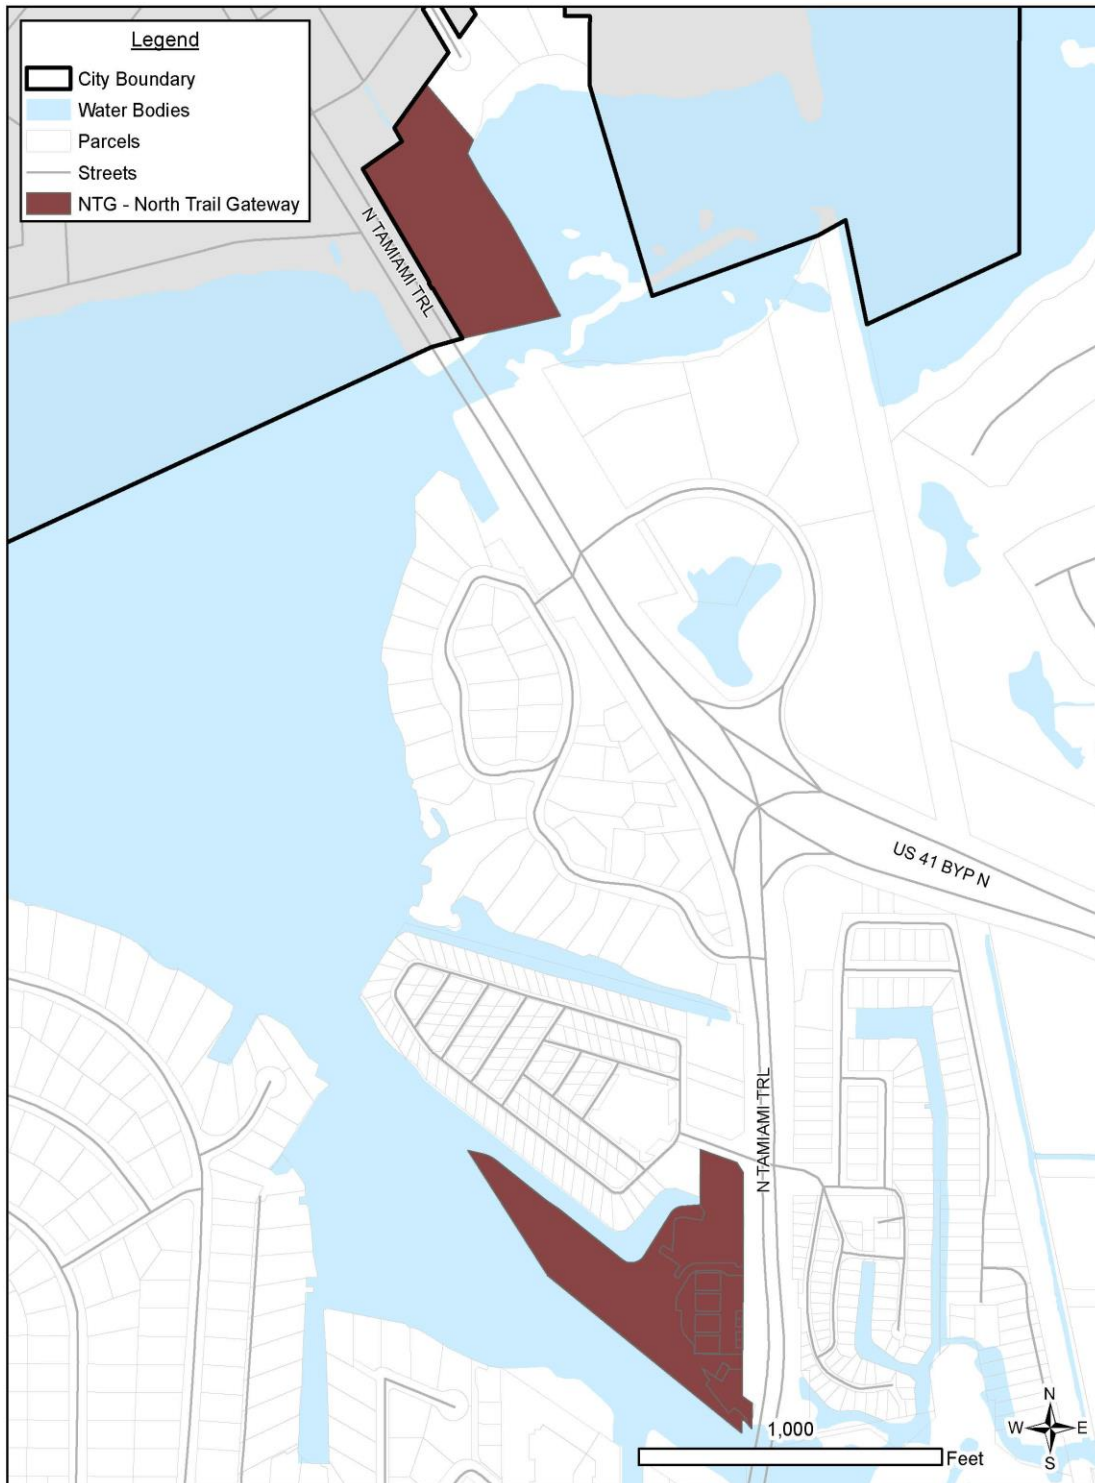 Legend
City Boundary
Water Bodies
Parcels
Streets
NTG - North Trail Gateway
N TAMIAMI TRL
US 41 BYP N
N TAMIAMI TRL
1,000
Feet
N
W E
S